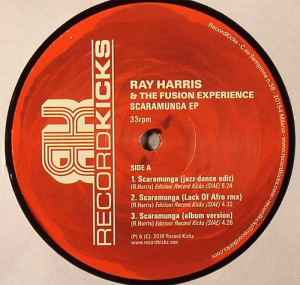 RECORDKICKS
RAY HARRIS
& THE FUSION EXPERIENCE
SCARAMUNGA EP
33rpm
SIDE A
1. Scaramunga (jazz dance edit)
(R.Harris) Edizioni Record Kicks (SIAE) 6:24
2. Scaramunga (Lack Of Afro rmx)
(R.Harris) Edizioni Record Kicks (SIAE) 4.32
3. Scaramunga (album version)
(R.Harris) Edizioni Record Kicks (SIAE) 4.26
(P) & (C) 2010 Record Kicks
www.recordkicks.com